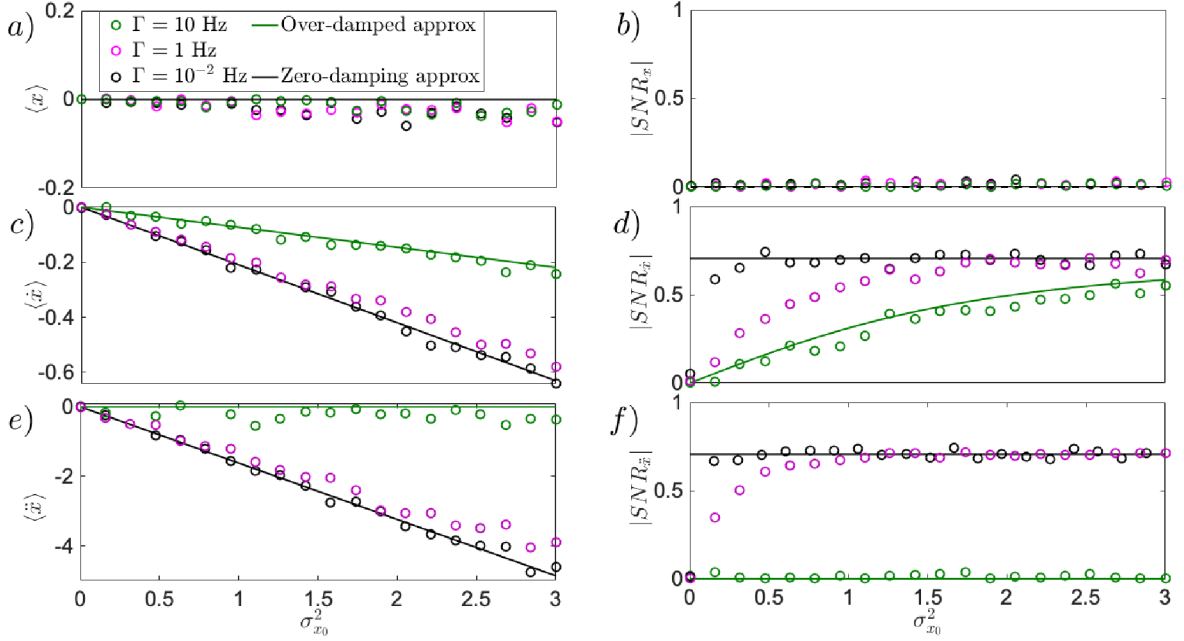 a)
0.2
0
-0.2
⟨x⟩
Γ = 10 Hz
Over-damped approx
Γ = 1 Hz
Γ = 10⁻² Hz
Zero-damping approx
b)
1
0.5
0
|SNRₓ|
c)
0
-0.2
-0.4
-0.6
⟨ẋ⟩
d)
1
0.5
0
|SNR_ẋ|
e)
0
-2
-4
⟨ẍ⟩
0 0.5 1 1.5 2 2.5 3
σ²ₓ₀
f)
1
0.5
0
|SNR_ẍ|
0 0.5 1 1.5 2 2.5 3
σ²ₓ₀